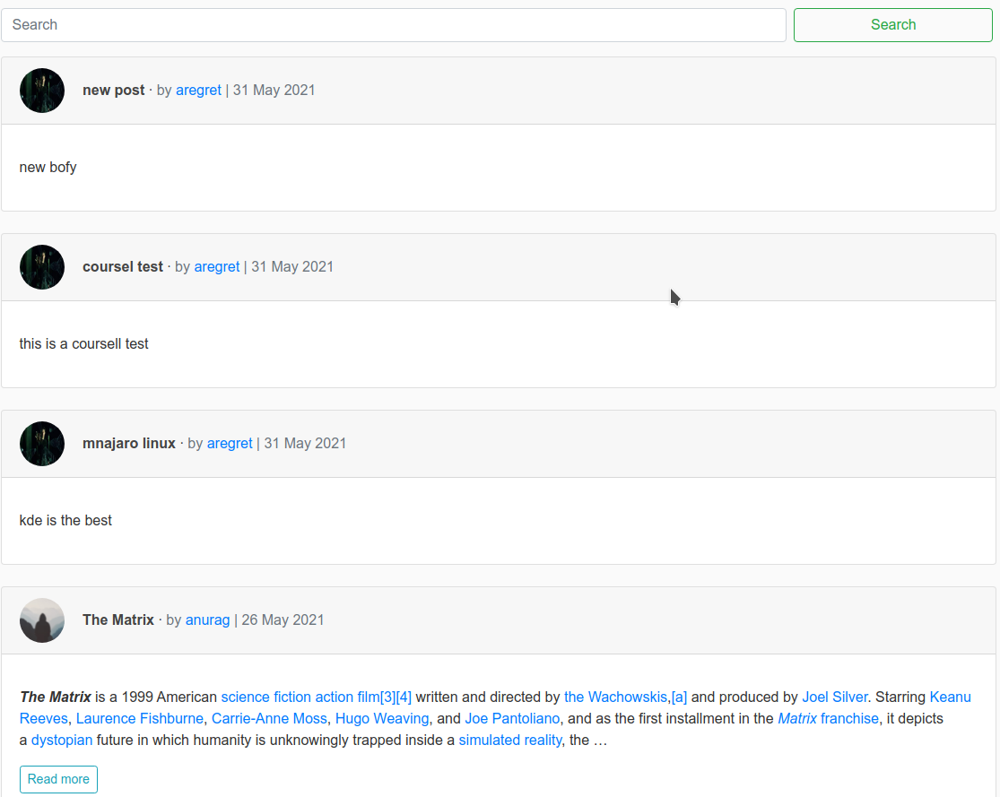 Search Search
new post · by aregret | 31 May 2021
new bofy
coursel test · by aregret | 31 May 2021
this is a coursell test
mnajaro linux · by aregret | 31 May 2021
kde is the best
The Matrix · by anurag | 26 May 2021
The Matrix is a 1999 American science fiction action film[3][4] written and directed by the Wachowskis,[a] and produced by Joel Silver. Starring Keanu
Reeves, Laurence Fishburne, Carrie-Anne Moss, Hugo Weaving, and Joe Pantoliano, and as the first installment in the Matrix franchise, it depicts
a dystopian future in which humanity is unknowingly trapped inside a simulated reality, the …
Read more